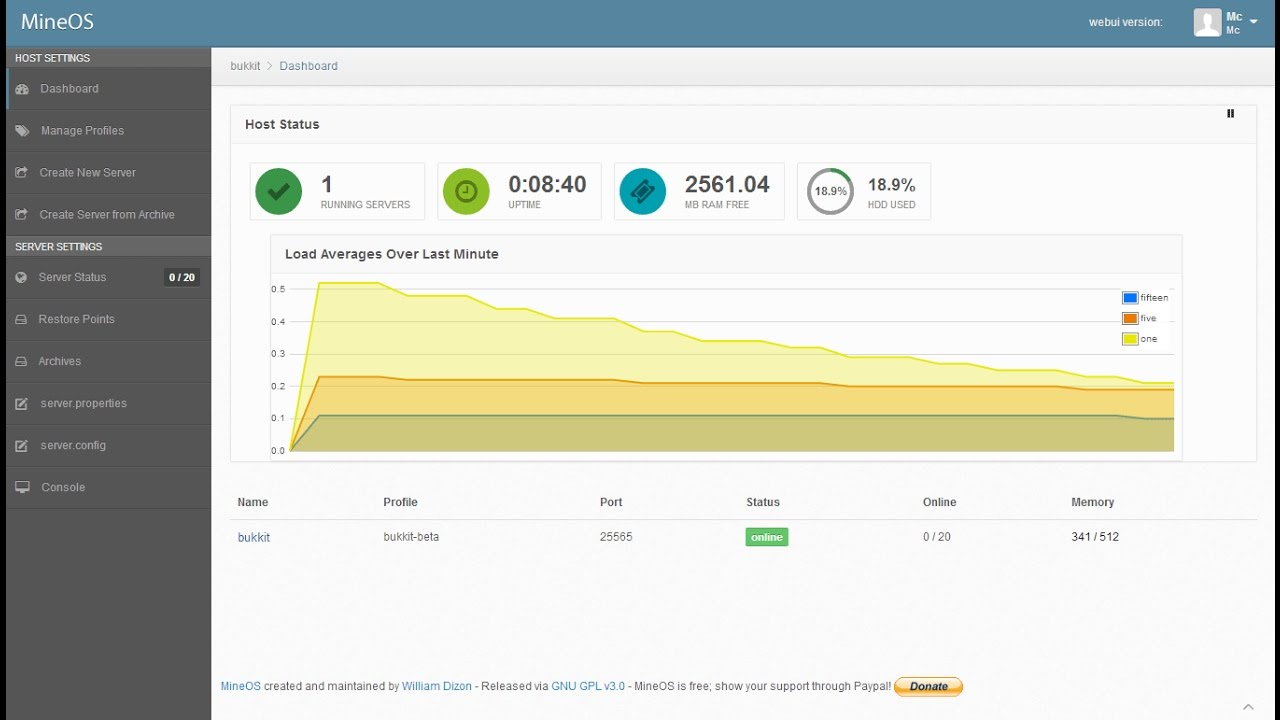 MineOS
webui version:
Mc
Mc
HOST SETTINGS
Dashboard
Manage Profiles
Create New Server
Create Server from Archive
SERVER SETTINGS
Server Status 0 / 20
Restore Points
Archives
server.properties
server.config
Console
bukkit > Dashboard
Host Status
1
RUNNING SERVERS
0:08:40
UPTIME
2561.04
MB RAM FREE
18.9%
18.9%
HDD USED
Load Averages Over Last Minute
0.5
0.4
0.3
0.2
0.1
0.0
fifteen
five
one
Name Profile Port Status Online Memory
bukkit bukkit-beta 25565 online 0 / 20 341 / 512
MineOS created and maintained by William Dizon - Released via GNU GPL v3.0 - MineOS is free; show your support through Paypal! Donate